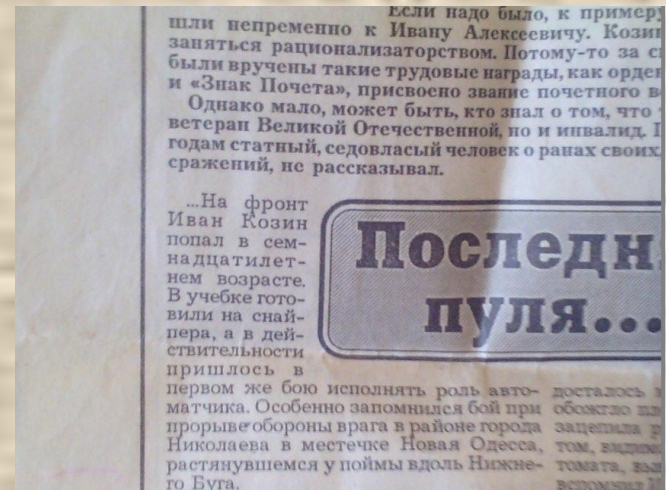 Если надо было, к пример
шли непременно к Ивану Алексеевичу. Кози
заняться рационализаторством. Потому-то за с
были вручены такие трудовые награды, как орде
и «Знак Почета», присвоено звание почетного в
Однако мало, может быть, кто знал о том, что
ветеран Великой Отечественной, но и инвалид.
годам статный, седовласый человек о ранах своих,
сражений, не рассказывал.
...На фронт
Иван Козин
попал в сем-
надцатилет-
нем возрасте.
В учебке гото-
вили на снай-
пера, а в дей-
ствительности
пришлось в
первом же бою исполнять роль авто-
матчика. Особенно запомнился бой при
прорыве обороны врага в районе города
Николаева в местечке Новая Одесса,
растянувшемся у поймы вдоль Нижне-
го Буга.
Последн
пуля...
досталось
обожгло пл
зацепила р
том, видим
томата, вы
вспомнил И